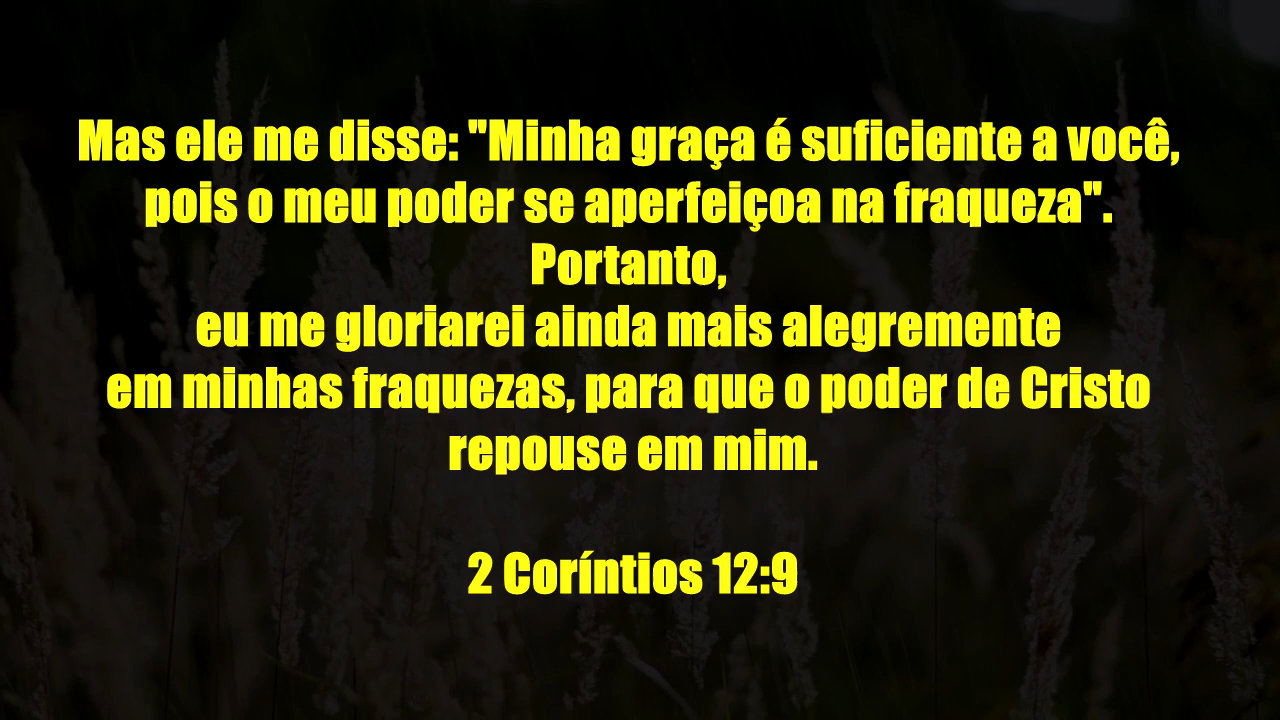 Mas ele me disse: "Minha graça é suficiente a você,
pois o meu poder se aperfeiçoa na fraqueza".
Portanto,
eu me gloriarei ainda mais alegremente
em minhas fraquezas, para que o poder de Cristo
repouse em mim.
2 Coríntios 12:9